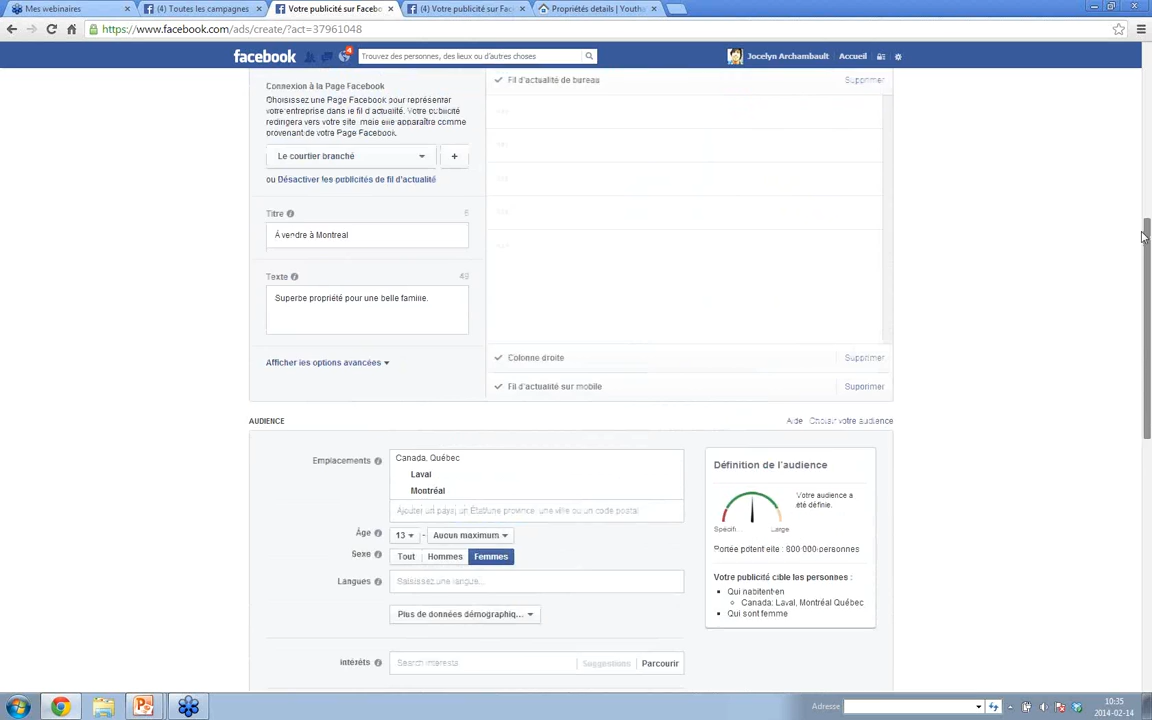 Mes webinaires
(4) Toutes les campagnes
Votre publicité sur Facebo
(4) Votre publicité sur Facebo
Propriétés details | Youtha
https://www.facebook.com/ads/create/?act=37961048
facebook
4
Trouvez des personnes, des lieux ou d'autres choses
Jocelyn Archambault
Accueil
Connexion à la Page Facebook
Choisissez une Page Facebook pour représenter
votre entreprise dans le fil d'actualité. Votre publicité
redirigera vers votre site, mais elle apparaîtra comme
provenant de votre Page Facebook.
Le courtier branché
+
ou Désactiver les publicités de fil d'actualité
Titre
6
À vendre à Montreal
Texte
49
Superbe propriété pour une belle famille.
Afficher les options avancées
Fil d'actualité de bureau
Supprimer
Colonne droite
Supprimer
Fil d'actualité sur mobile
Supprimer
AUDIENCE
Aide : Choisir votre audience
Emplacements
Canada, Québec
Laval
Montréal
Ajouter un pays, un État/une province, une ville ou un code postal
Âge
13 - Aucun maximum
Sexe
Tout Hommes Femmes
Langues
Saisissez une langue...
Plus de données démographiq...
Intérêts
Search interests
Suggestions
Parcourir
Définition de l'audience
Votre audience a
été définie.
Spécifi...
Large
Portée potentielle : 800 000 personnes
Votre publicité cible les personnes :
Qui habitent en
Canada: Laval, Montréal Québec
Qui sont femme
Adresse
10:35
2014-02-14